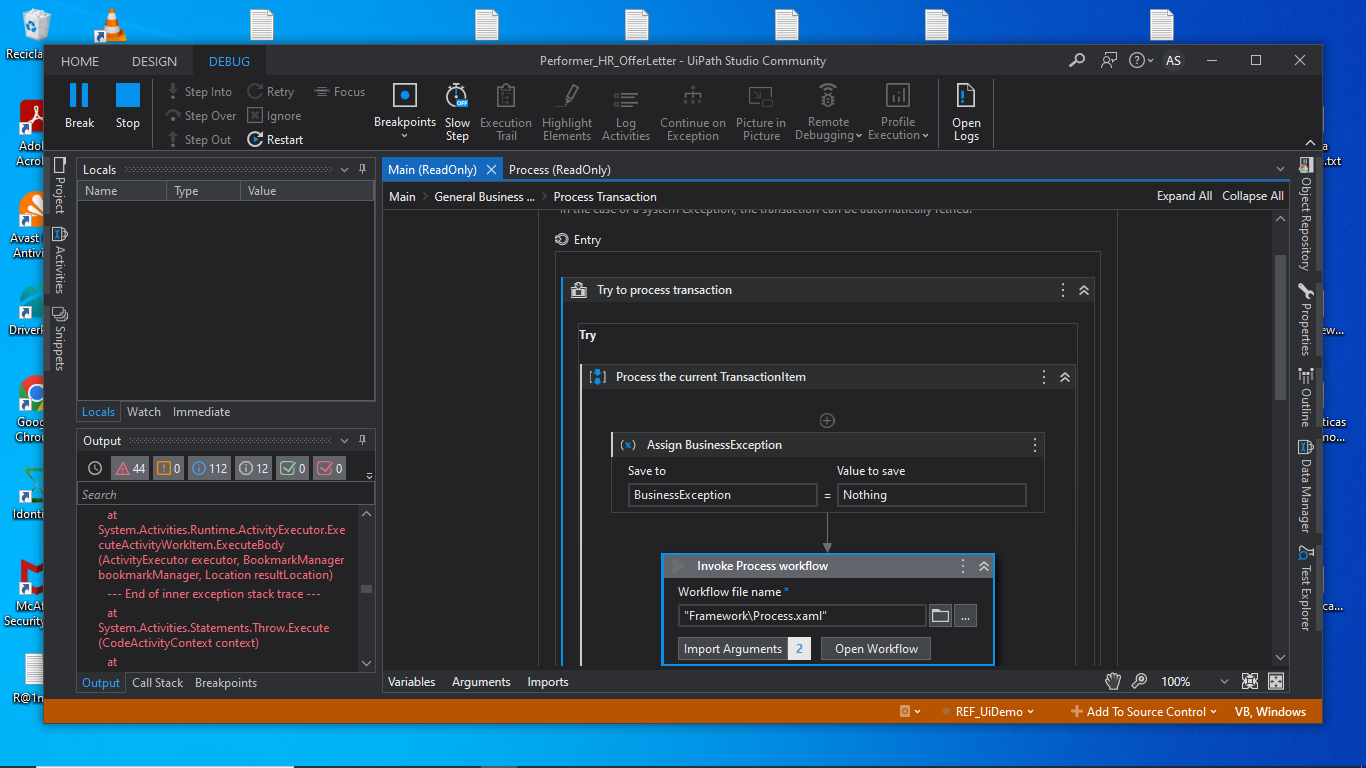 Recicla
HOME
DESIGN
DEBUG
Performer_HR_OfferLetter - UiPath Studio Community
AS
Break
Stop
Step Into
Step Over
Step Out
Retry
Ignore
Restart
Focus
Breakpoints
Slow Step
OFF
Execution Trail
Highlight Elements
Log Activities
Continue on Exception
Picture in Picture
Remote Debugging
Profile Execution
Open Logs
Adob
Acroba
Avast
Antivi
Goog
Chron
Idonti
McAf
Security
R@1n
Project
Activities
Snippets
Locals
Name
Type
Value
Locals
Watch
Immediate
Output
44
0
112
12
0
0
Search
at
System.Activities.Runtime.ActivityExecutor.Exe
cuteActivityWorkItem.ExecuteBody
(ActivityExecutor executor, BookmarkManager
bookmarkManager, Location resultLocation)
--- End of inner exception stack trace ---
at
System.Activities.Statements.Throw.Execute
(CodeActivityContext context)
at
Output
Call Stack
Breakpoints
Main (ReadOnly)
Process (ReadOnly)
Main
General Business ...
Process Transaction
Expand All
Collapse All
In the case of a system exception, the transaction can be automatically retried.
Entry
Try to process transaction
Try
Process the current TransactionItem
(x) Assign BusinessException
Save to
Value to save
BusinessException
=
Nothing
Invoke Process workflow
Workflow file name *
"Framework\Process.xaml"
...
Import Arguments
2
Open Workflow
Variables
Arguments
Imports
100%
Object Repository
Properties
Outline
Data Manager
Test Explorer
a
.txt
ew...
ticas
no...
ca...
REF_UiDemo
Add To Source Control
VB, Windows